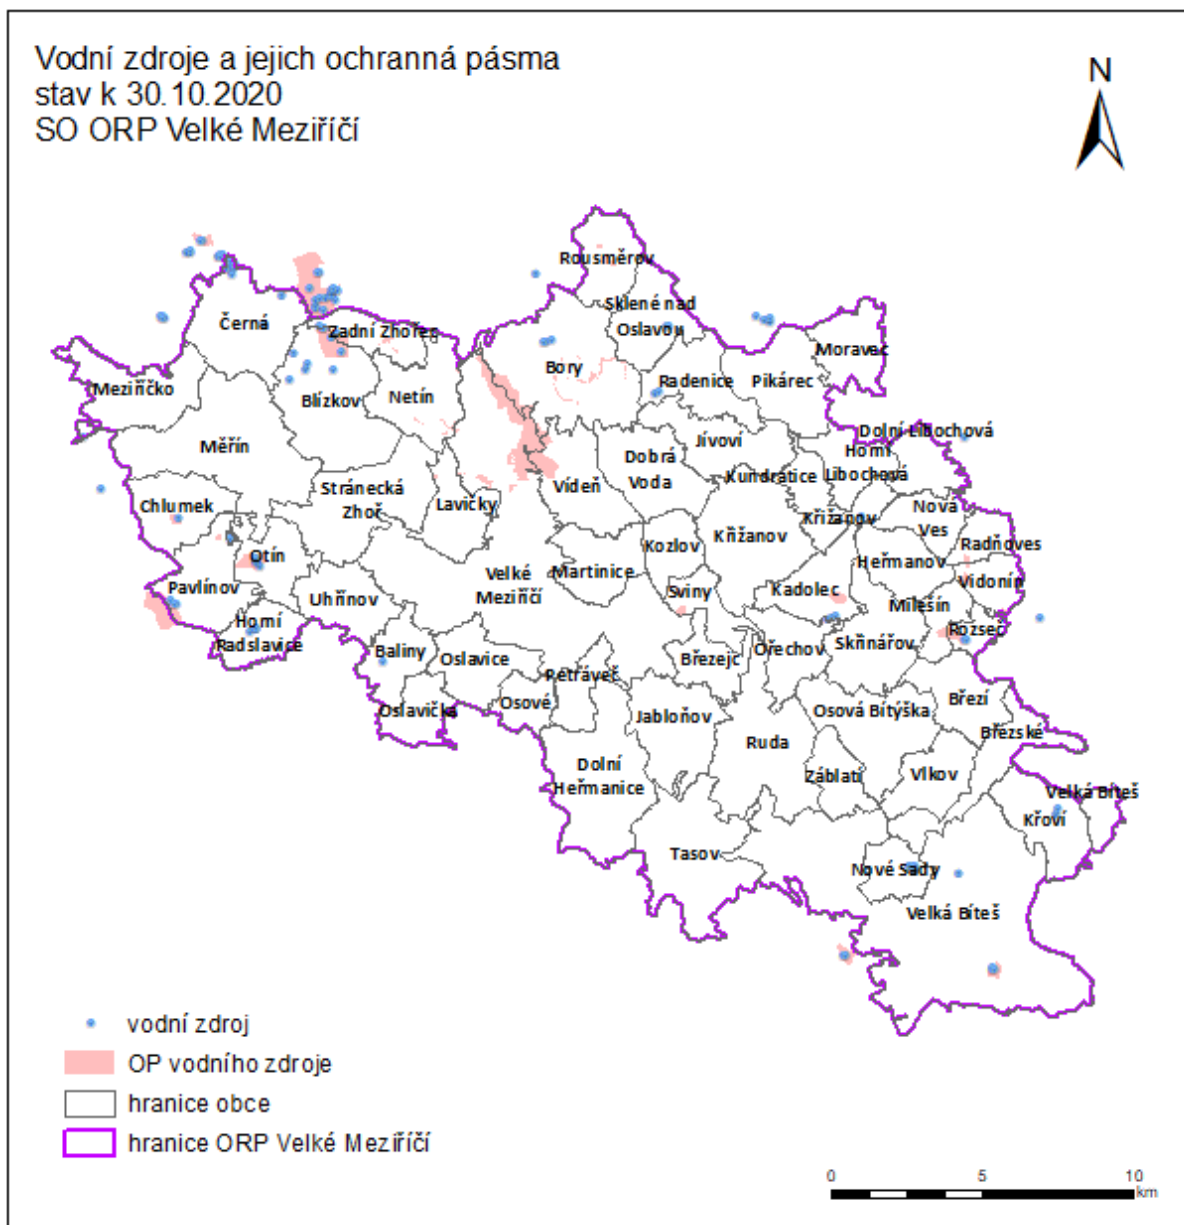 Vodní zdroje a jejich ochranná pásma
stav k 30.10.2020
SO ORP Velké Meziříčí
N
Rousměrov
Sklené nad
Oslavou
Černá
Zadní Zhořec
Moravec
Meziříčko
Bory
Radenice
Pikárec
Blízkov
Netín
Měřín
Jívoví
Dolní Libochová
Dobrá
Voda
Horní
Libochová
Kundratice
Stránecká
Zhoř
Lavičky
Vídeň
Chlumek
Nová
Ves
Křižanov
Křižanov
Radňoves
Kozlov
Otín
Heřmanov
Martinice
Velké
Meziříčí
Vidonín
Pavlínov
Uhřínov
Sviny
Kadolec
Milešín
Horní
Radslavice
Rozseč
Baliny
Oslavice
Březejc
Ořechov
Skřinářov
Petráveč
Oslavička
Osové
Jabloňov
Osová Bítýška
Březí
Březské
Ruda
Dolní
Heřmanice
Záblatí
Vlkov
Velká Bíteš
Křoví
Tasov
Nové Sady
Velká Bíteš
vodní zdroj
OP vodního zdroje
hranice obce
hranice ORP Velké Meziříčí
0 5 10
km